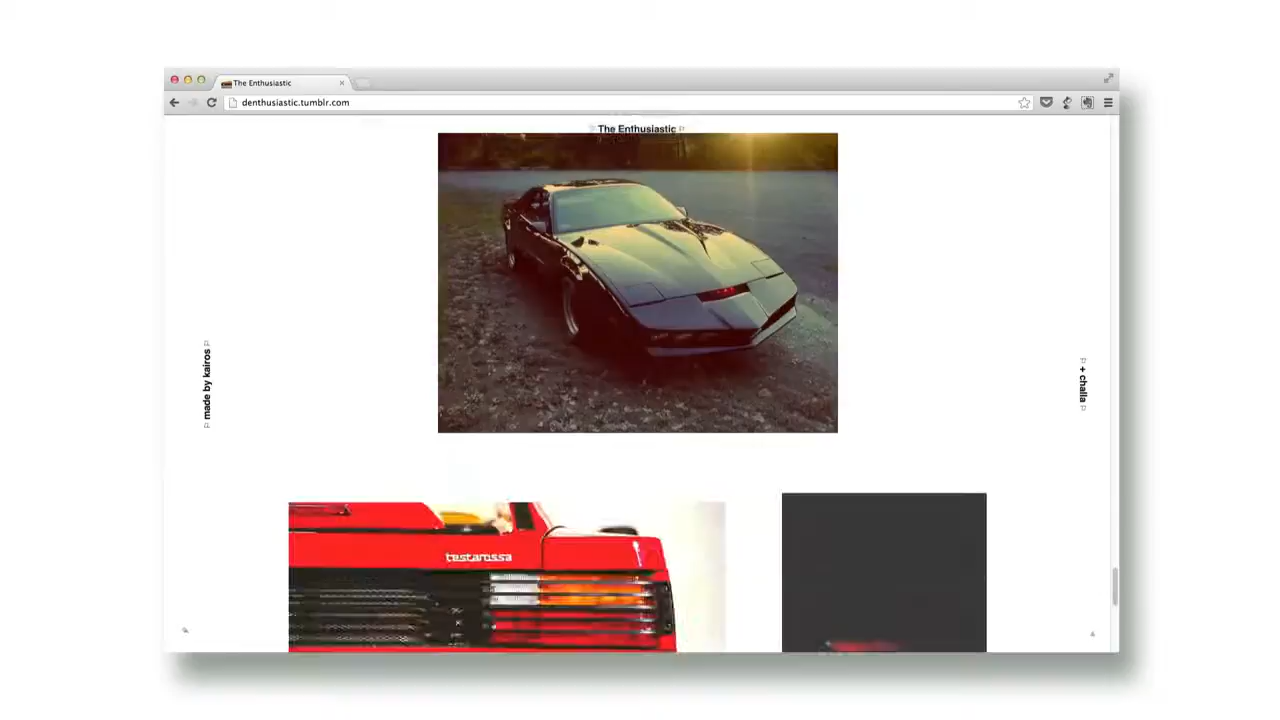 The Enthusiastic
denthusiastic.tumblr.com
The Enthusiastic
made by kairos
+ challa
testarossa